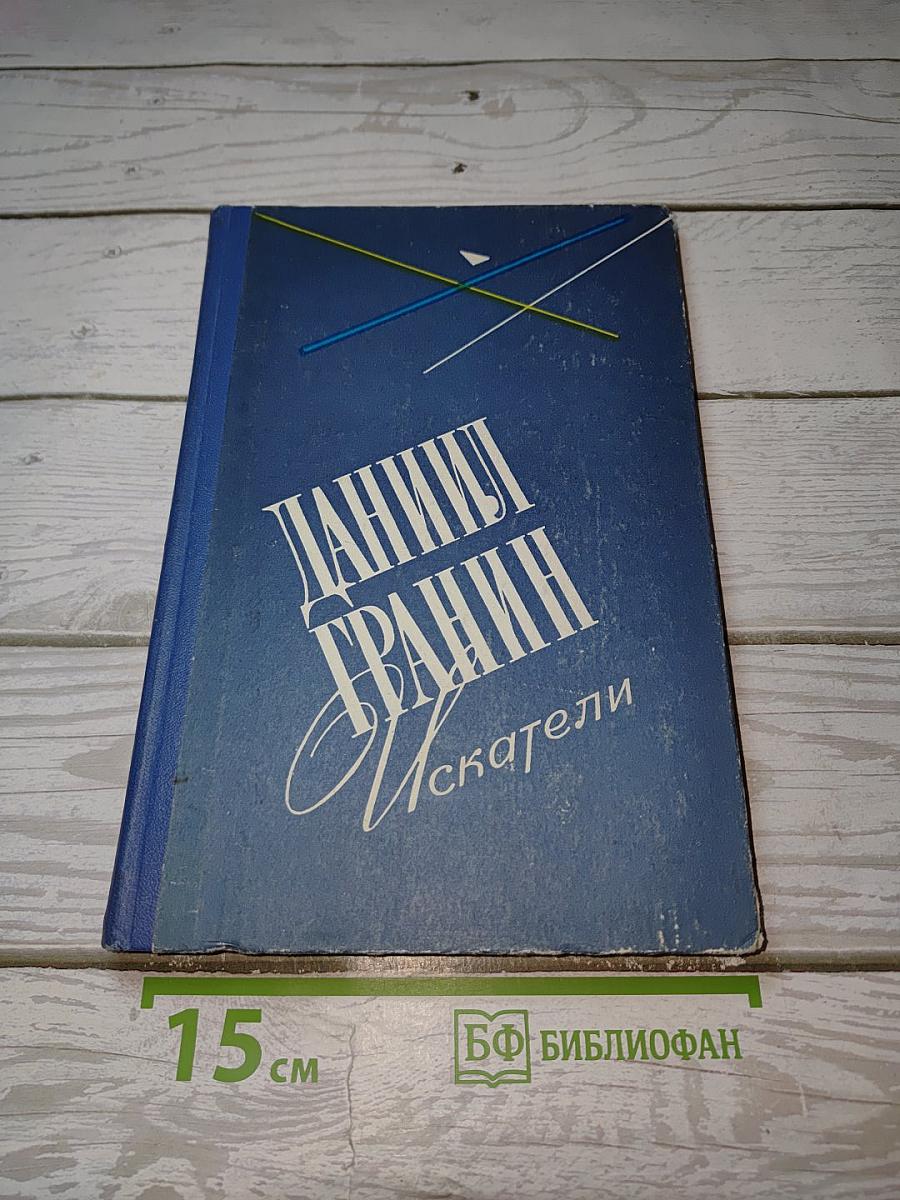 ДАНИИЛ
ГРАНИН
Искатели
15 см
БФ БИБЛИОФАН